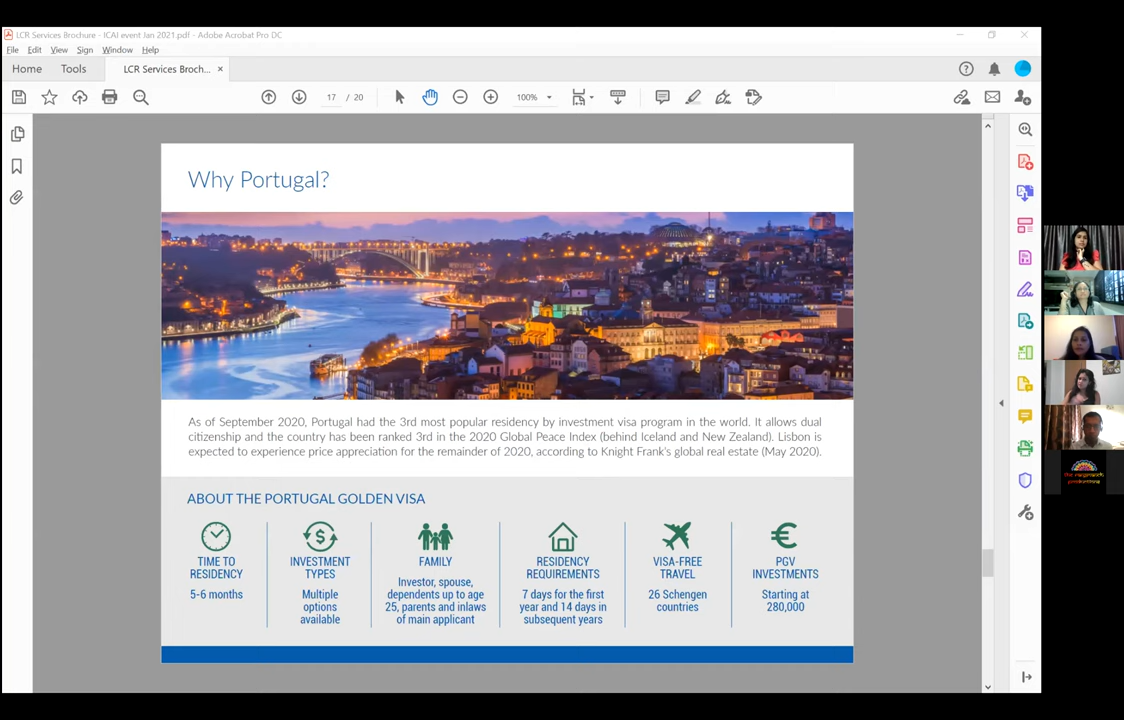 LCR Services Brochure - ICAI event Jan 2021.pdf - Adobe Acrobat Pro DC
File Edit View Sign Window Help
Home Tools LCR Services Broch... ×
17 / 20 100%
Why Portugal?
As of September 2020, Portugal had the 3rd most popular residency by investment visa program in the world. It allows dual
citizenship and the country has been ranked 3rd in the 2020 Global Peace Index (behind Iceland and New Zealand). Lisbon is
expected to experience price appreciation for the remainder of 2020, according to Knight Frank's global real estate (May 2020).
ABOUT THE PORTUGAL GOLDEN VISA
TIME TO
RESIDENCY
5-6 months
INVESTMENT
TYPES
Multiple
options
available
FAMILY
Investor, spouse,
dependents up to age
25, parents and inlaws
of main applicant
RESIDENCY
REQUIREMENTS
7 days for the first
year and 14 days in
subsequent years
VISA-FREE
TRAVEL
26 Schengen
countries
PGV
INVESTMENTS
Starting at
280,000